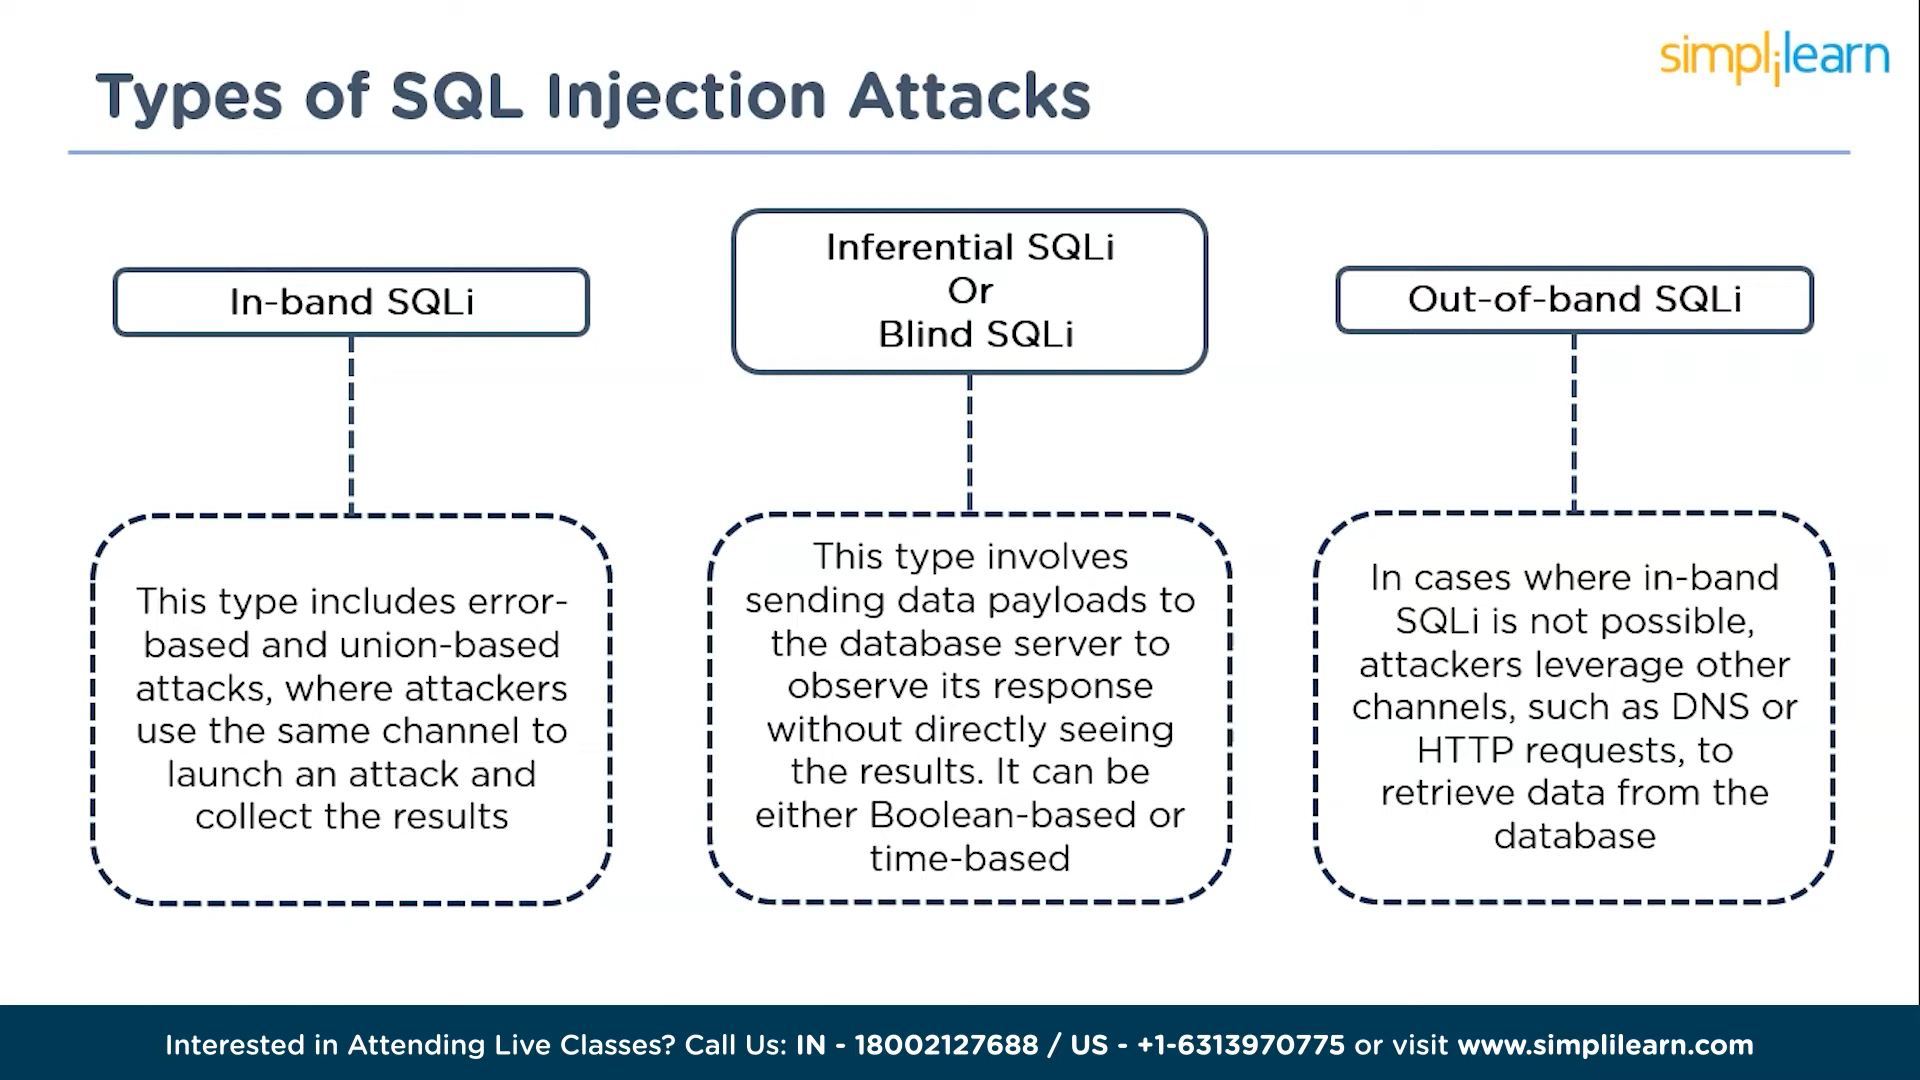 simplilearn
Types of SQL Injection Attacks
In-band SQLi
This type includes error-
based and union-based
attacks, where attackers
use the same channel to
launch an attack and
collect the results
Inferential SQLi
Or
Blind SQLi
This type involves
sending data payloads to
the database server to
observe its response
without directly seeing
the results. It can be
either Boolean-based or
time-based
Out-of-band SQLi
In cases where in-band
SQLi is not possible,
attackers leverage other
channels, such as DNS or
HTTP requests, to
retrieve data from the
database
Interested in Attending Live Classes? Call Us: IN - 18002127688 / US - +1-6313970775 or visit www.simplilearn.com